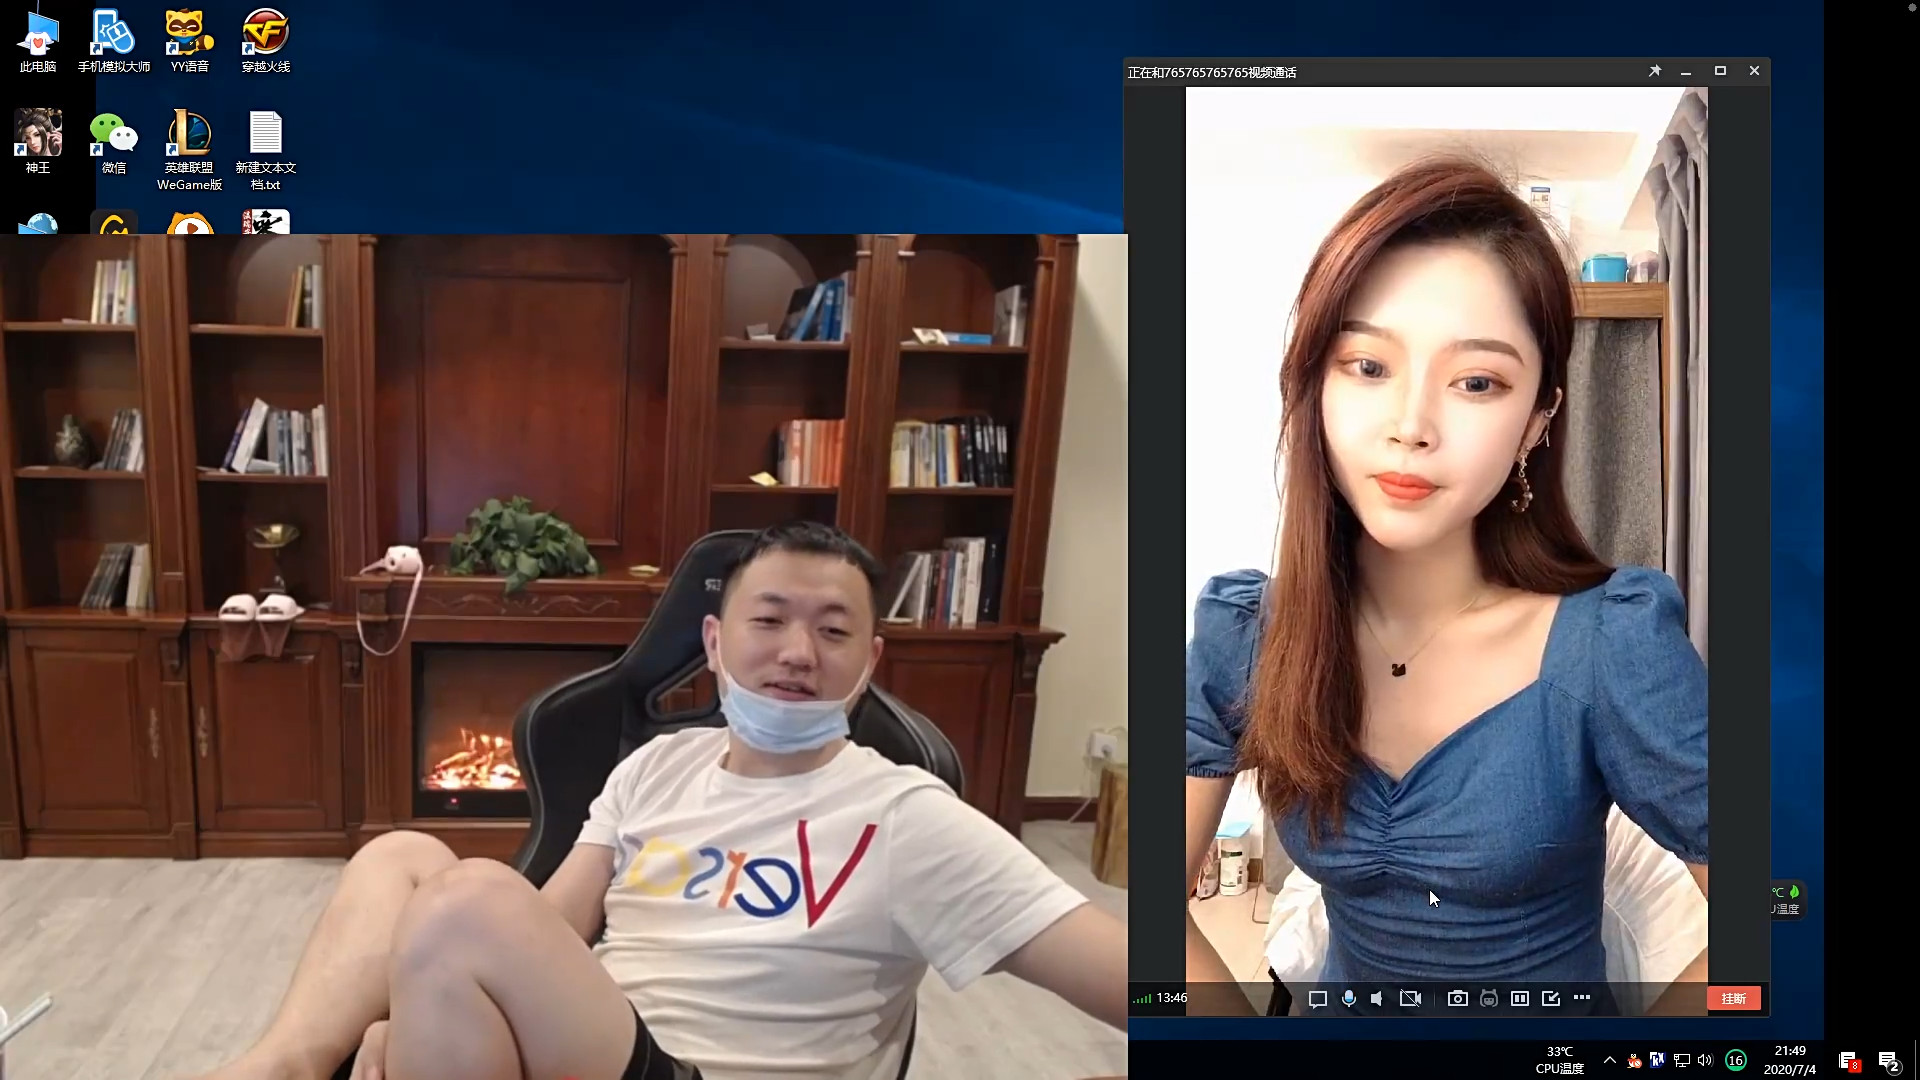 此电脑
手机模拟大师
YY语音
穿越火线
神王
微信
英雄联盟
WeGame版
新建文本文
档.txt
正在和765765765765视频通话
Versac
13:46
挂断
℃
温度
33℃
CPU温度
16
21:49
2020/7/4
8
2